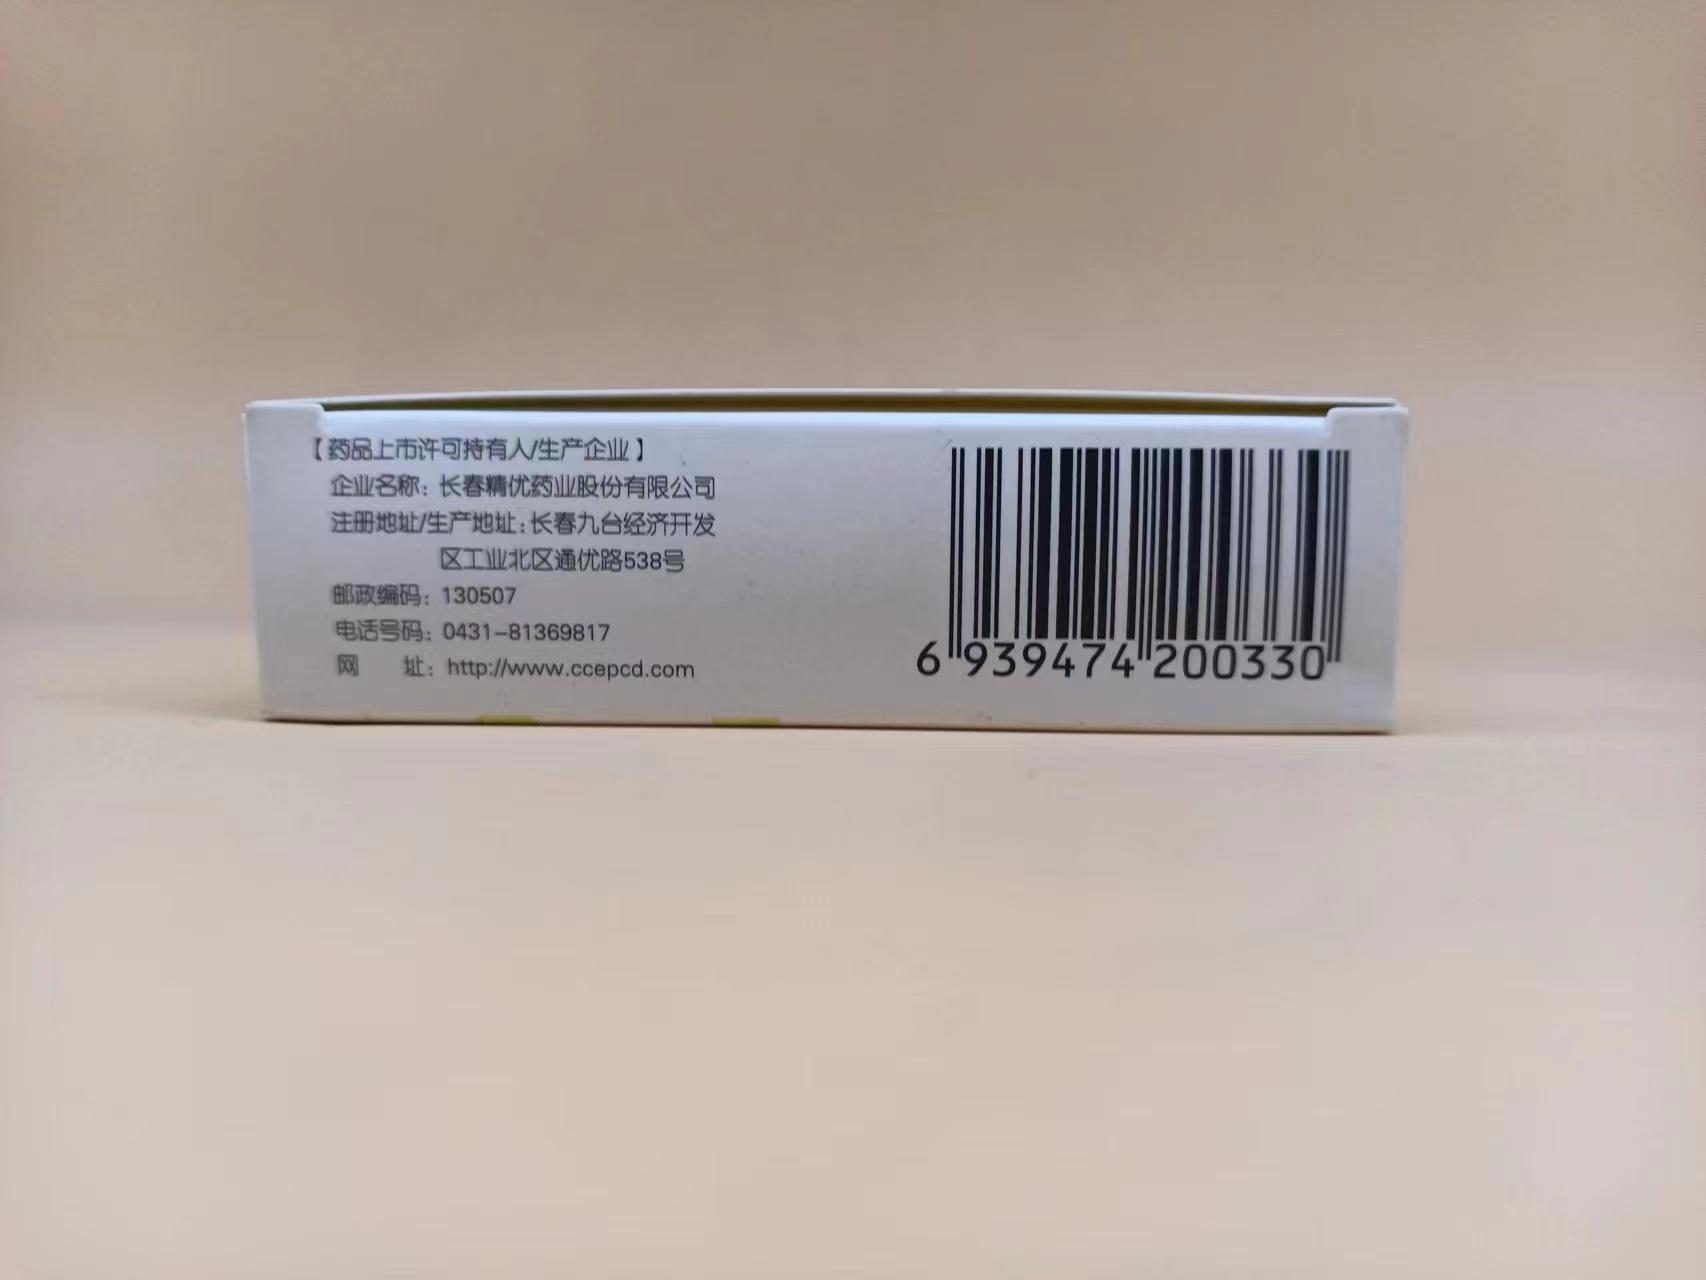 【药品上市许可持有人/生产企业】
企业名称：长春精优药业股份有限公司
注册地址/生产地址：长春九台经济开发
区工业北区通优路538号
邮政编码：130507
电话号码：0431-81369817
网 址：http://www.ccepcd.com
6 939474 200330